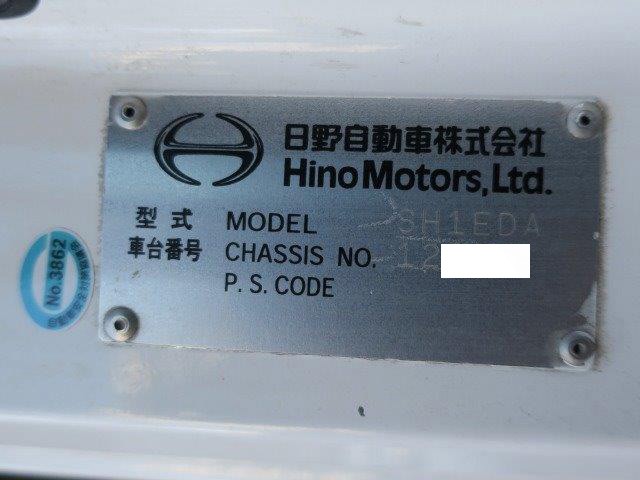 日野自動車株式会社
Hino Motors, Ltd.
型式 MODEL SH1EDA
車台番号 CHASSIS NO. 12
P. S. CODE
No.3862